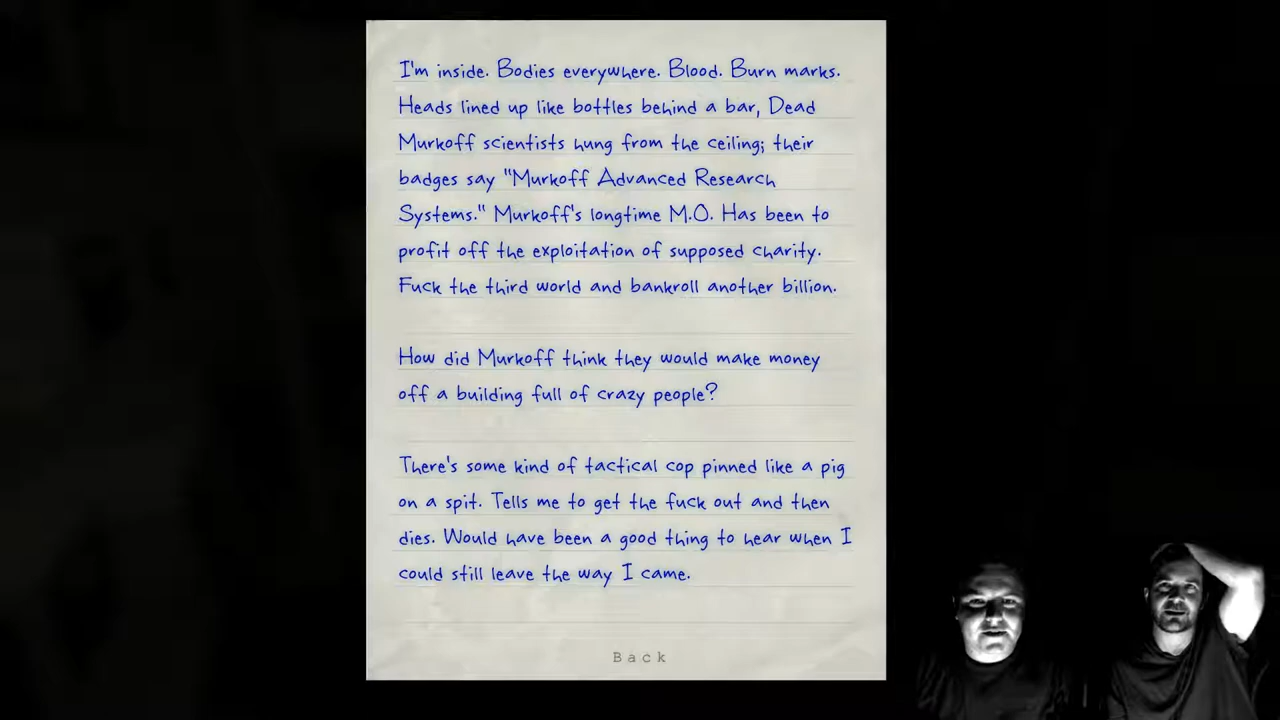 I'm inside. Bodies everywhere. Blood. Burn marks.
Heads lined up like bottles behind a bar, Dead
Murkoff scientists hung from the ceiling; their
badges say "Murkoff Advanced Research
Systems." Murkoff's longtime M.O. Has been to
profit off the exploitation of supposed charity.
Fuck the third world and bankroll another billion.
How did Murkoff think they would make money
off a building full of crazy people?
There's some kind of tactical cop pinned like a pig
on a spit. Tells me to get the fuck out and then
dies. Would have been a good thing to hear when I
could still leave the way I came.
Back